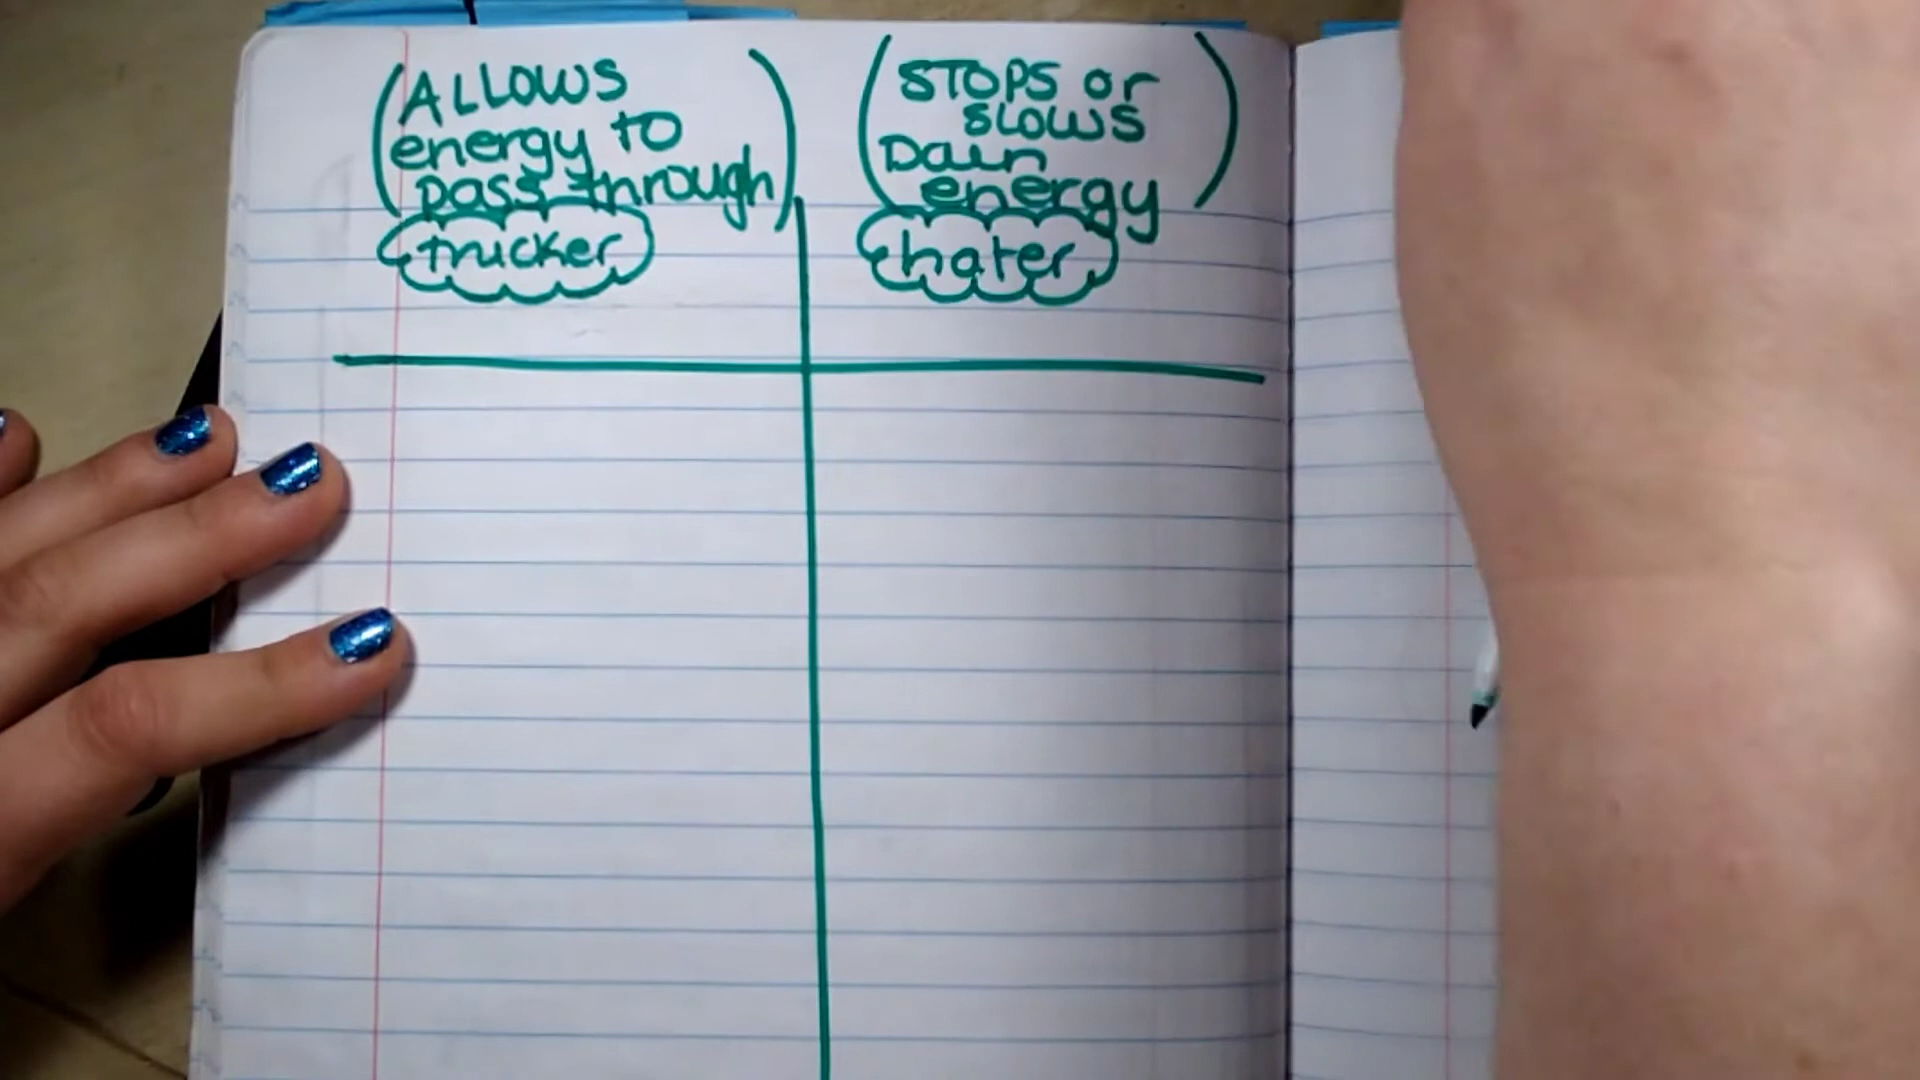 (ALLOWS
energy to
pass through)
trucker
(STOPS or
SLOWS
Down
energy)
hater